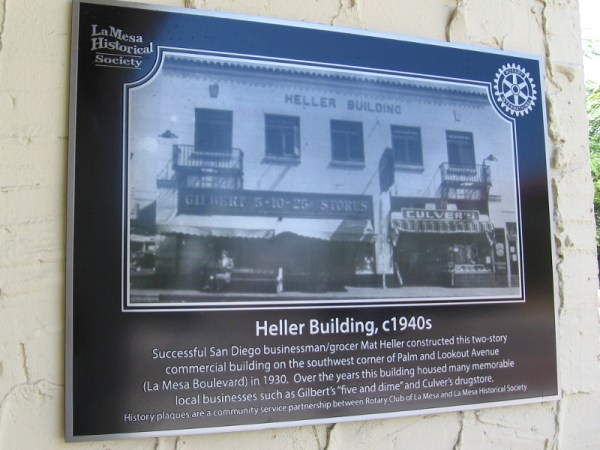 La Mesa
Historical
Society
HELLER BUILDING
GILBERT 5-10-25¢ STORES
CULVER'S
Heller Building, c1940s
Successful San Diego businessman/grocer Mat Heller constructed this two-story
commercial building on the southwest corner of Palm and Lookout Avenue
(La Mesa Boulevard) in 1930. Over the years this building housed many memorable
local businesses such as Gilbert's "five and dime" and Culver's drugstore.
History plaques are a community service partnership between Rotary Club of La Mesa and La Mesa Historical Society